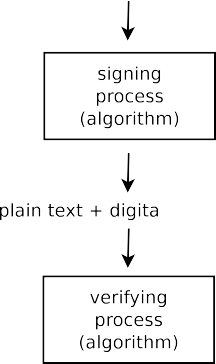 signing
process
(algorithm)
plain text + digita
verifying
process
(algorithm)